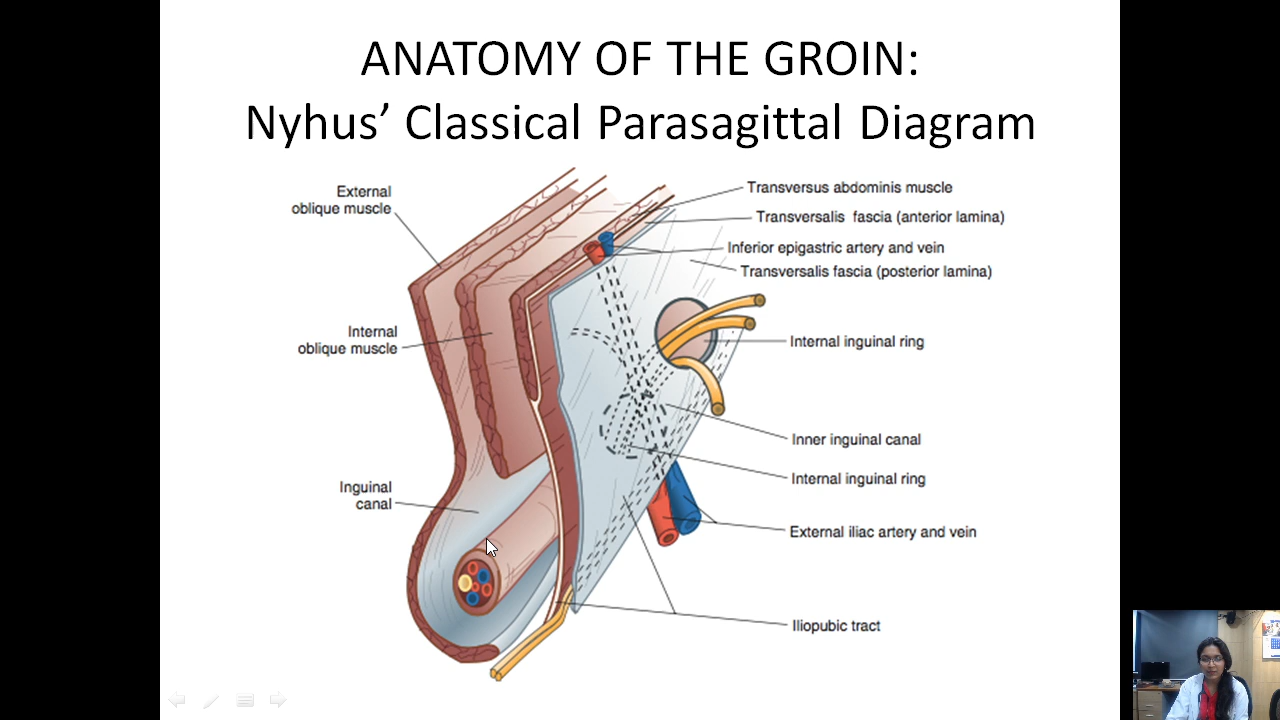 ANATOMY OF THE GROIN:
Nyhus’ Classical Parasagittal Diagram
External
oblique muscle
Internal
oblique muscle
Inguinal
canal
Transversus abdominis muscle
Transversalis fascia (anterior lamina)
Inferior epigastric artery and vein
Transversalis fascia (posterior lamina)
Internal inguinal ring
Inner inguinal canal
Internal inguinal ring
External iliac artery and vein
Iliopubic tract